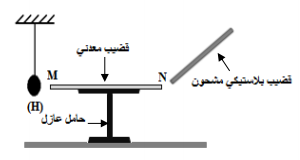 قضيب معدني
M
N
قضيب بلاستيكي مشحون
(H)
حامل عازل